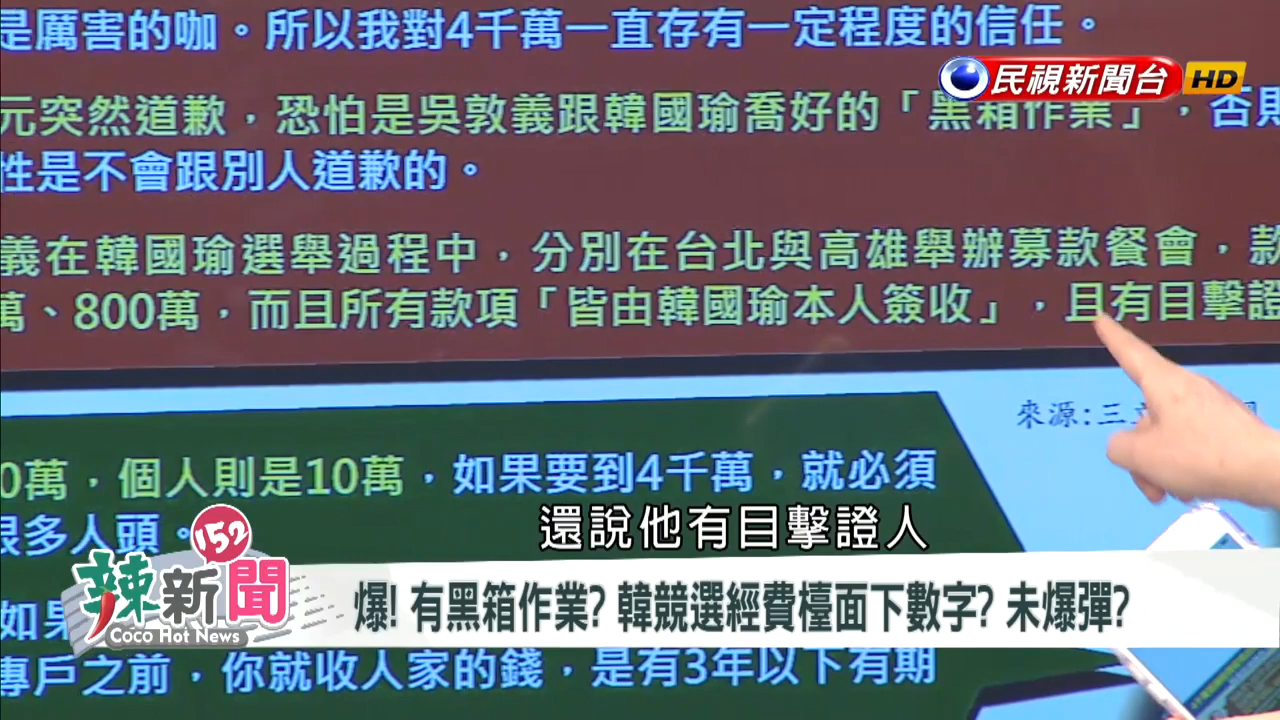 是厲害的咖。所以我對4千萬一直存有一定程度的信任。
民視新聞台 HD
元突然道歉，恐怕是吳敦義跟韓國瑜喬好的「黑箱作業」，否則
性是不會跟別人道歉的。
義在韓國瑜選舉過程中，分別在台北與高雄舉辦募款餐會，款
萬、800萬，而且所有款項「皆由韓國瑜本人簽收」，且有目擊證
來源:三立
0萬，個人則是10萬，如果要到4千萬，就必須
很多人頭。
還說他有目擊證人
152
辣新聞
Coco Hot News
爆! 有黑箱作業? 韓競選經費檯面下數字? 未爆彈?
如果
專戶之前，你就收人家的錢，是有3年以下有期